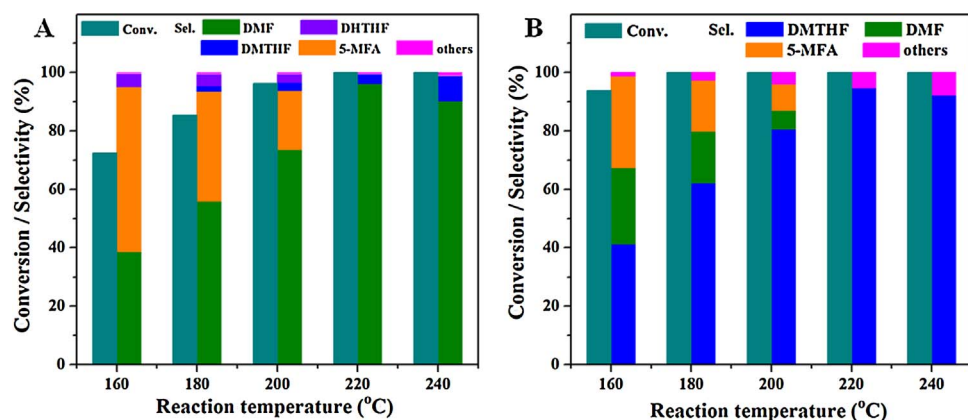 A
Conv. Sel. DMF DHTHF
DMTHF 5-MFA others
Conversion / Selectivity (%)
100
80
60
40
20
0
160 180 200 220 240
Reaction temperature (°C)
B
Conv. Sel. DMTHF DMF
5-MFA others
Conversion / Selectivity (%)
100
80
60
40
20
0
160 180 200 220 240
Reaction temperature (°C)